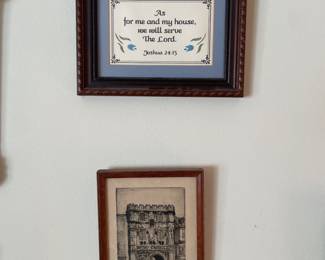 As
for me and my house,
we will serve
The Lord.
Joshua 24:15